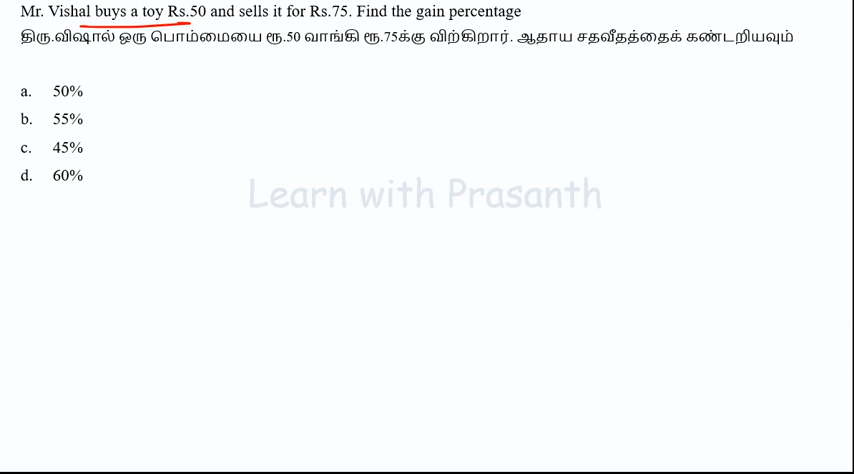 Mr. Vishal buys a toy Rs.50 and sells it for Rs.75. Find the gain percentage
திரு.விஷால் ஒரு பொம்மையை ரூ.50 வாங்கி ரூ.75க்கு விற்கிறார். ஆதாய சதவீதத்தைக் கண்டறியவும்
a. 50%
b. 55%
c. 45%
d. 60%
Learn with Prasanth